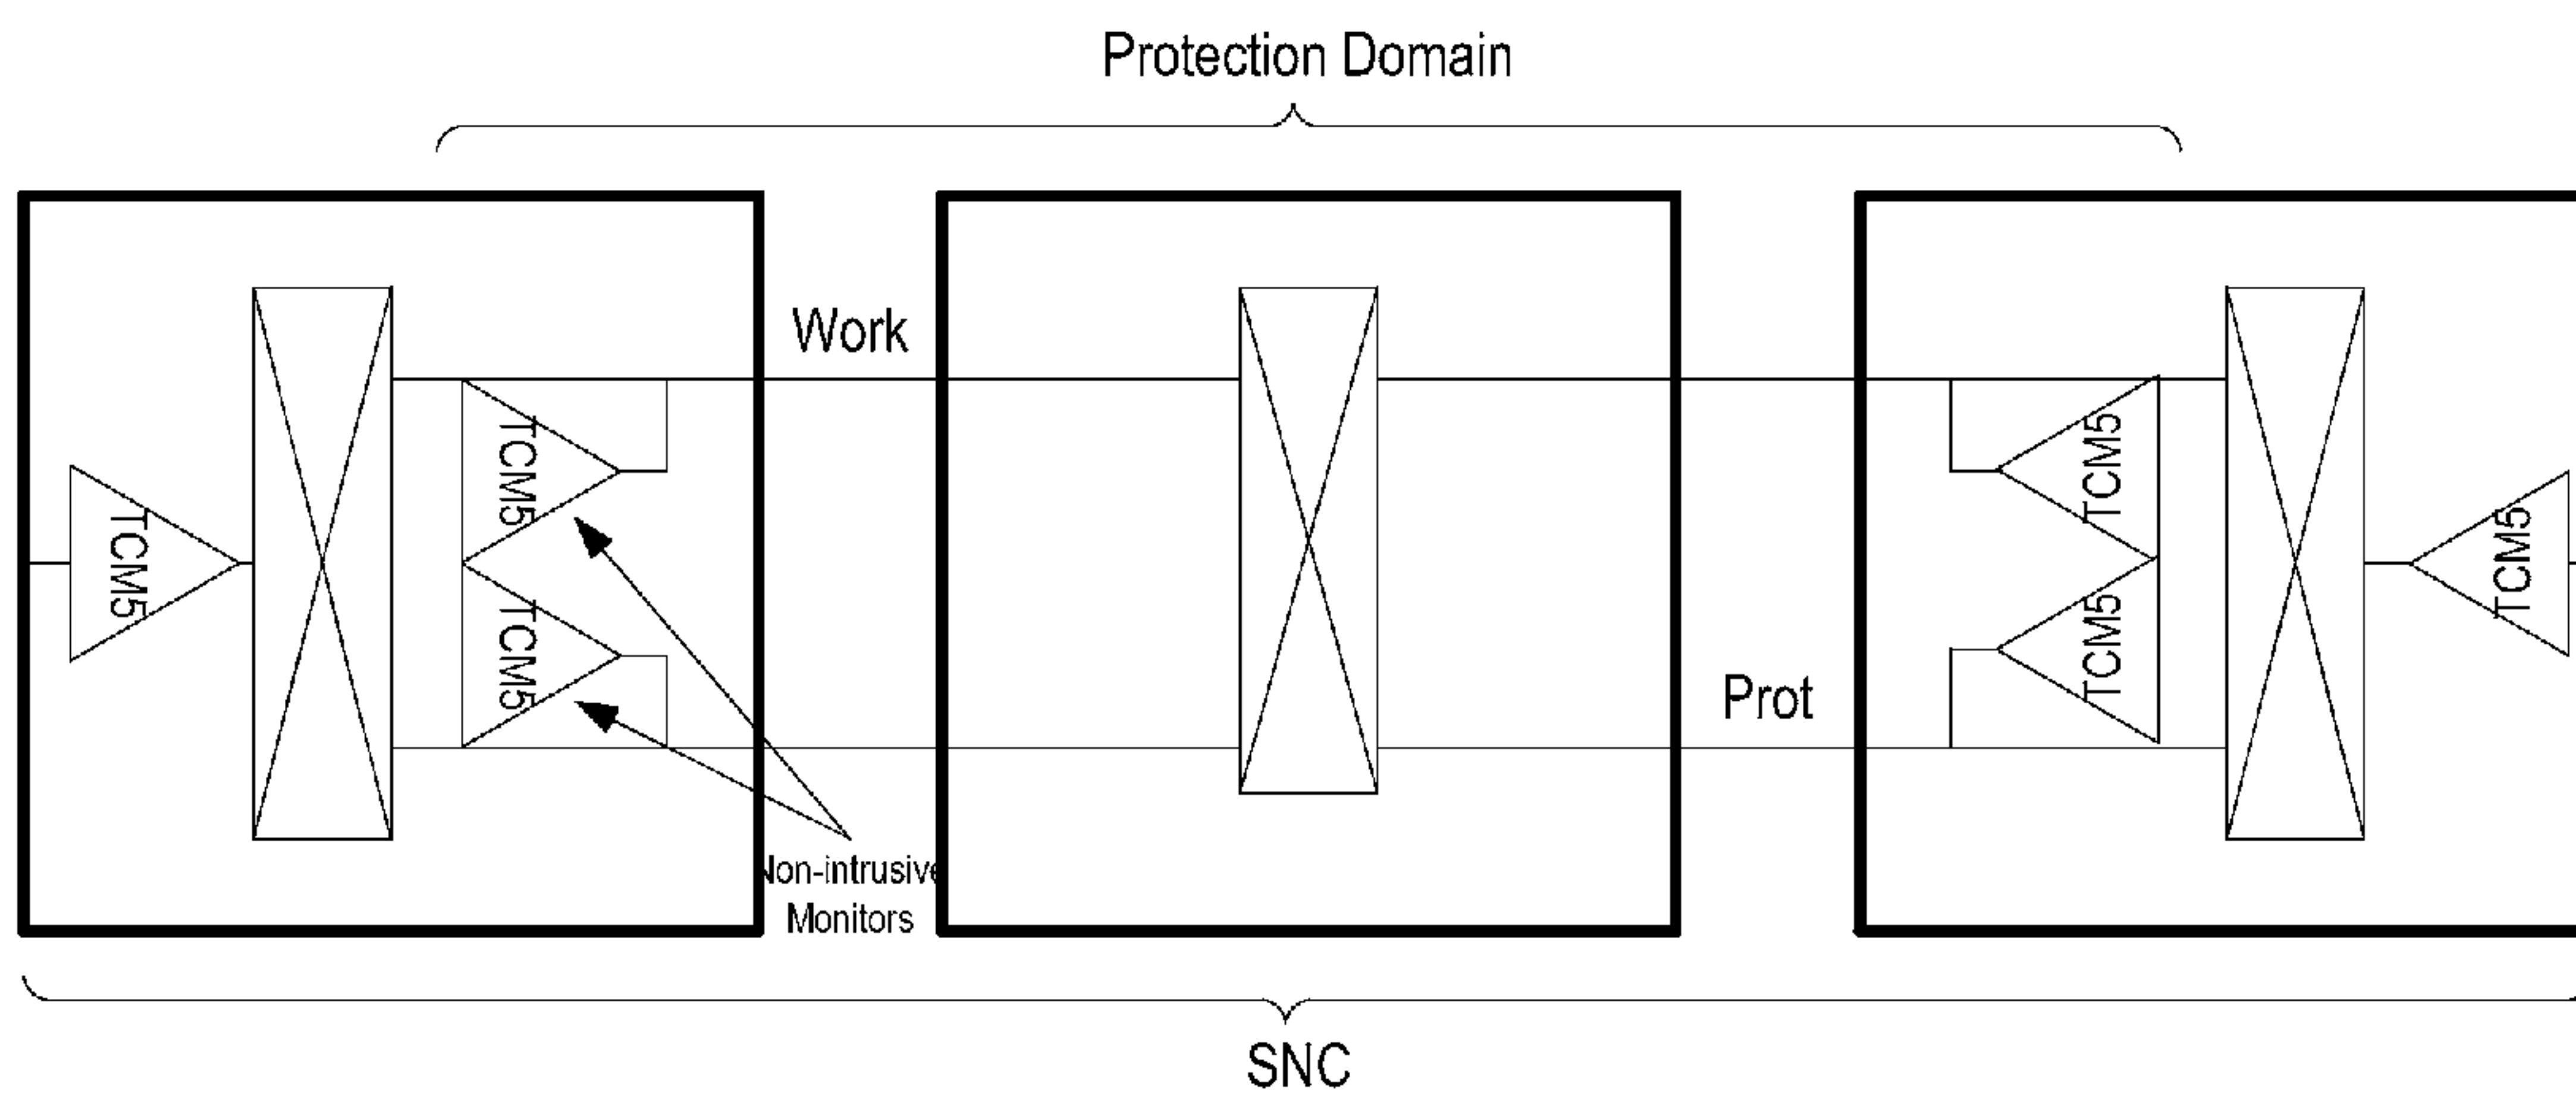 Protection Domain
Work
TCM5
TCM5
TCM5
TCM5
TCM5
TCM5
Prot
Non-intrusive
Monitors
SNC